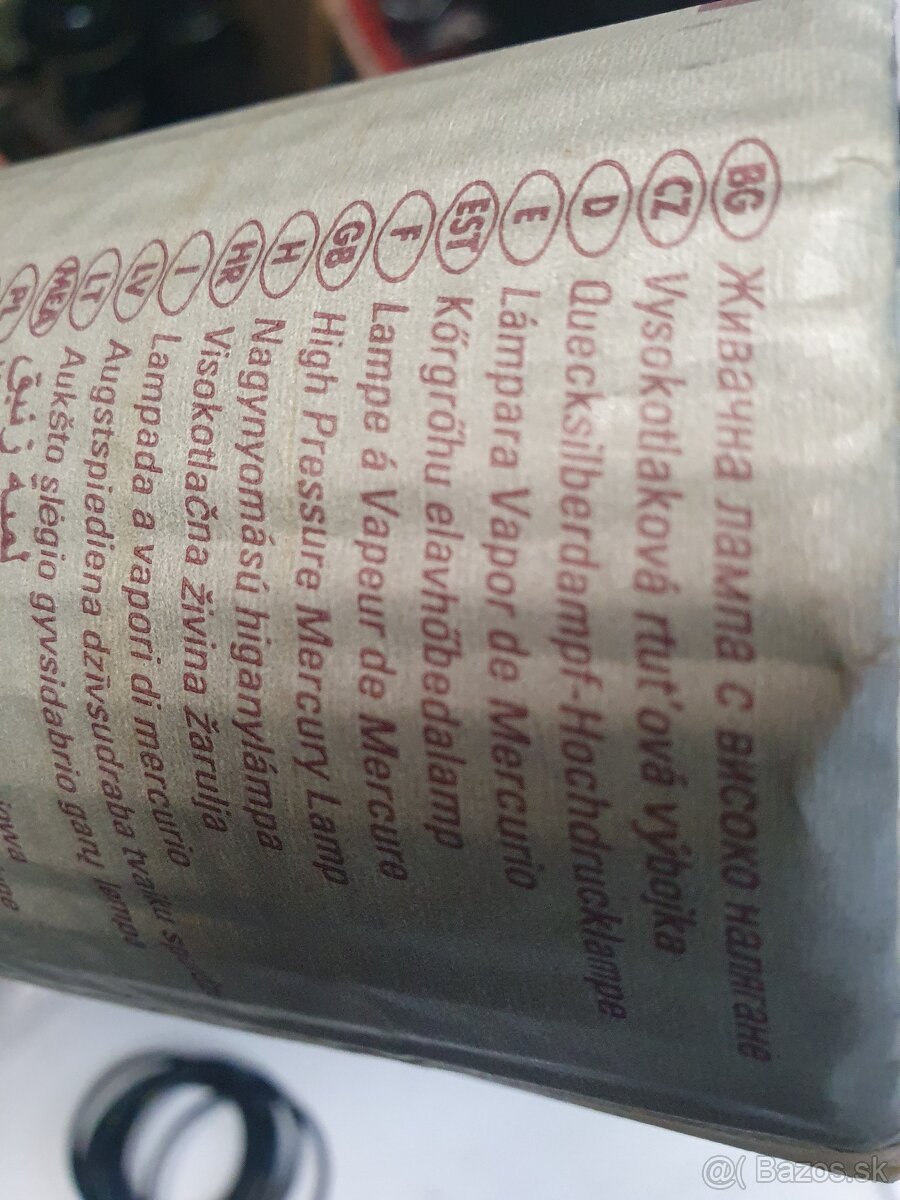 BG Живачна лампа с високо налягане
CZ Vysokotlaková rtuťová výbojka
D Quecksilberdampf-Hochdrucklampe
E Lámpara Vapor de Mercurio
EST Kõrgrõhu elavhõbedalamp
F Lampe á Vapeur de Mercure
GB High Pressure Mercury Lamp
H Nagynyomású higanylámpa
HR Visokotlačna živina žarulja
I Lampada a vapori di mercurio
LV Augstspiediena dzīvsudraba tvaiku
LT Aukšto slėgio gyvsidabrio garų
MEA
PL
@( Bazos.sk